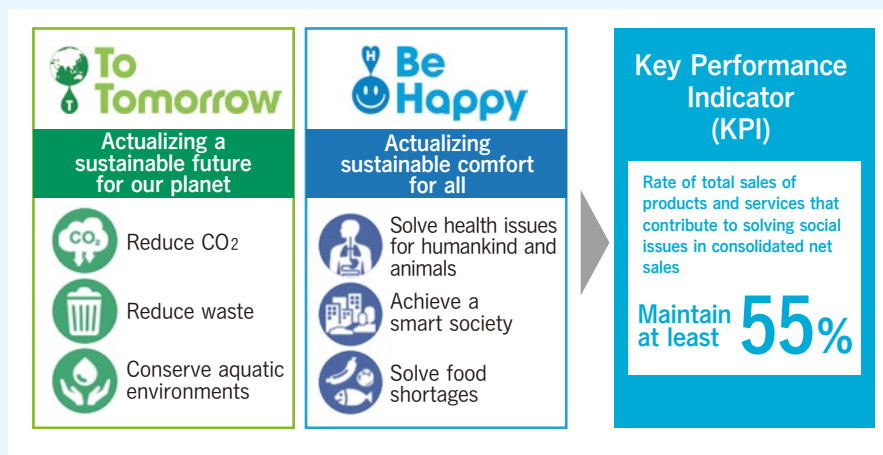 To
Tomorrow
T
Actualizing a
sustainable future
for our planet
CO2
Reduce CO2
Reduce waste
Conserve aquatic
environments
H
Be
Happy
Actualizing
sustainable comfort
for all
Solve health issues
for humankind and
animals
Achieve a
smart society
Solve food
shortages
Key Performance
Indicator
(KPI)
Rate of total sales of
products and services that
contribute to solving social
issues in consolidated net
sales
Maintain
at least 55%